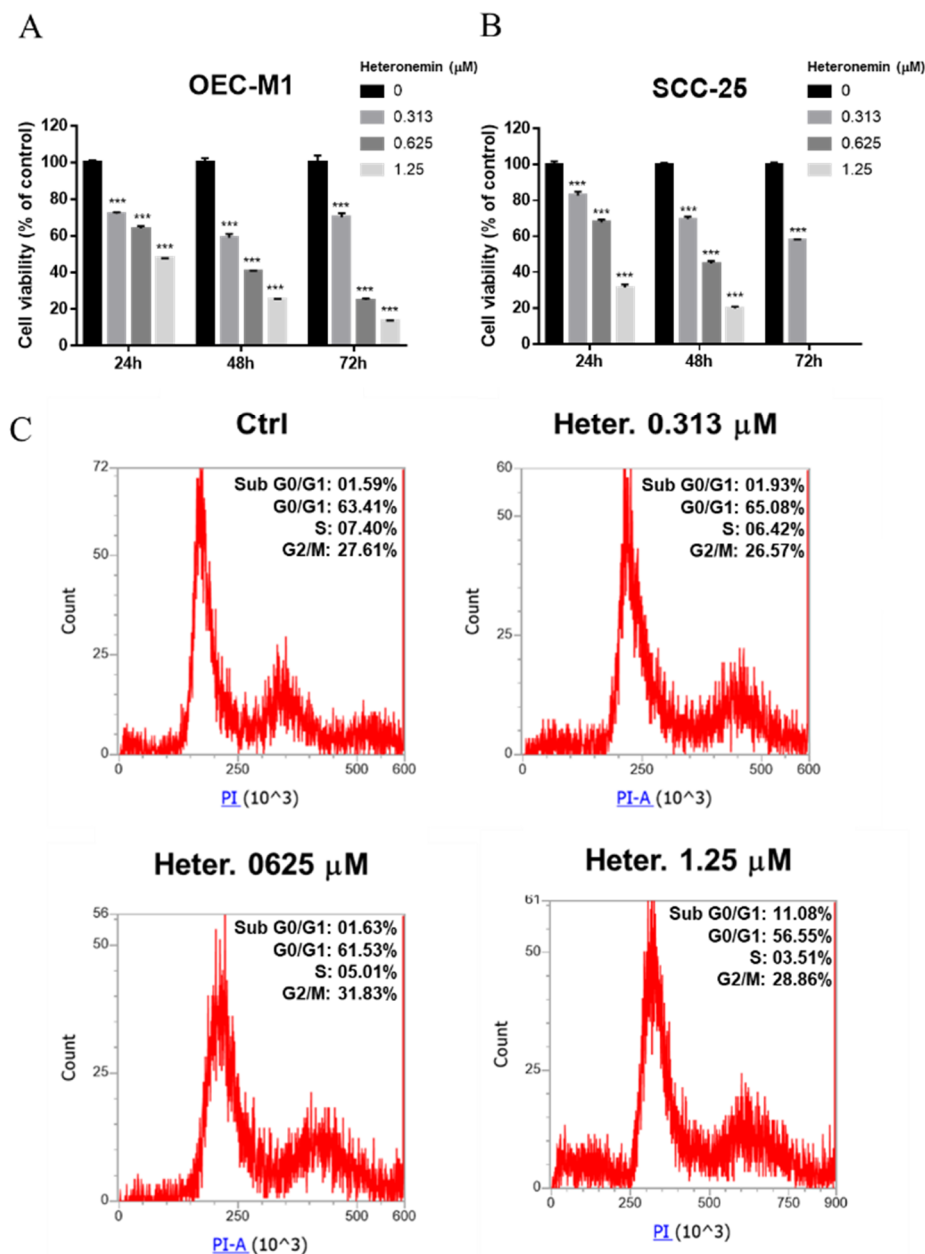 A
OEC-M1
Heteronemin (μM)
0
0.313
0.625
1.25
Cell viability (% of control)
120
100
80
60
40
20
0
***
***
***
***
***
***
***
***
***
24h
48h
72h
B
SCC-25
Heteronemin (μM)
0
0.313
0.625
1.25
Cell viability (% of control)
120
100
80
60
40
20
0
***
***
***
***
***
***
***
24h
48h
72h
C
Ctrl
Sub G0/G1: 01.59%
G0/G1: 63.41%
S: 07.40%
G2/M: 27.61%
Count
72
50
25
0
0
250
500
600
PI (10^3)
Heter. 0.313 μM
Sub G0/G1: 01.93%
G0/G1: 65.08%
S: 06.42%
G2/M: 26.57%
Count
60
50
25
0
0
250
500
600
PI-A (10^3)
Heter. 0625 μM
Sub G0/G1: 01.63%
G0/G1: 61.53%
S: 05.01%
G2/M: 31.83%
Count
56
50
25
0
0
250
500
600
PI-A (10^3)
Heter. 1.25 μM
Sub G0/G1: 11.08%
G0/G1: 56.55%
S: 03.51%
G2/M: 28.86%
Count
61
50
25
0
0
250
500
750
900
PI (10^3)